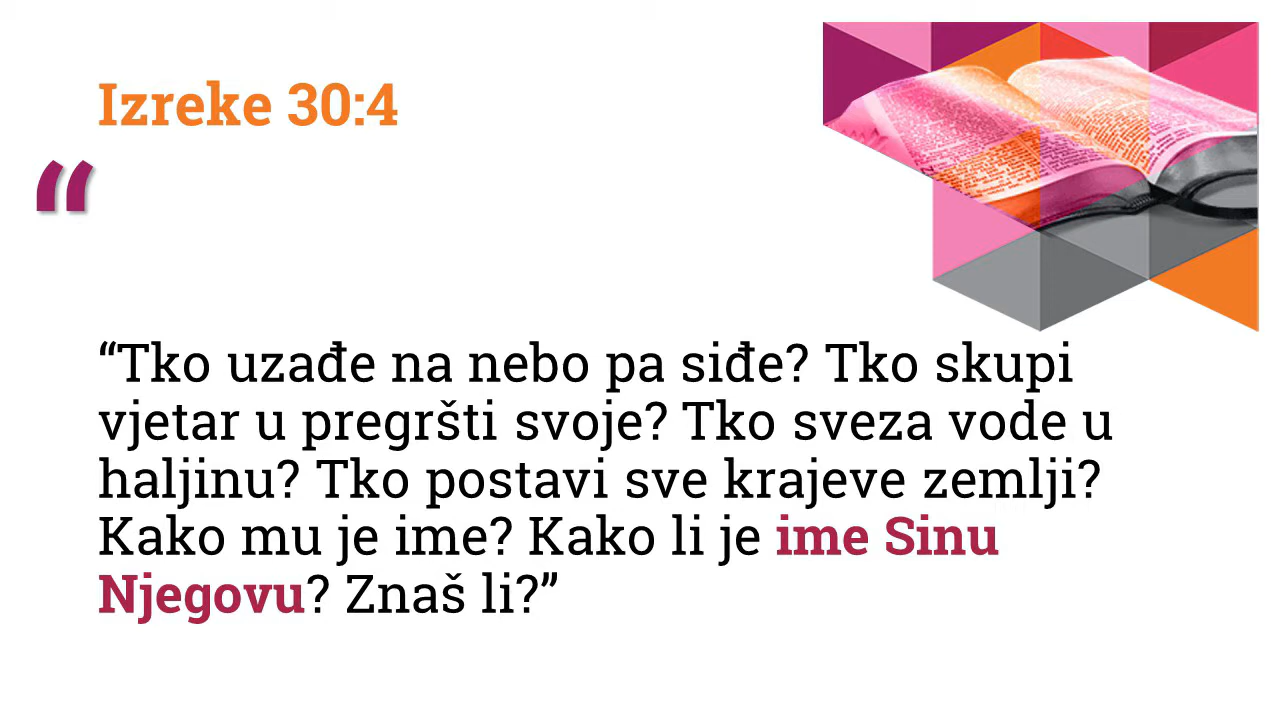 Izreke 30:4
“
“Tko uzađe na nebo pa siđe? Tko skupi
vjetar u pregršti svoje? Tko sveza vode u
haljinu? Tko postavi sve krajeve zemlji?
Kako mu je ime? Kako li je ime Sinu
Njegovu? Znaš li?”